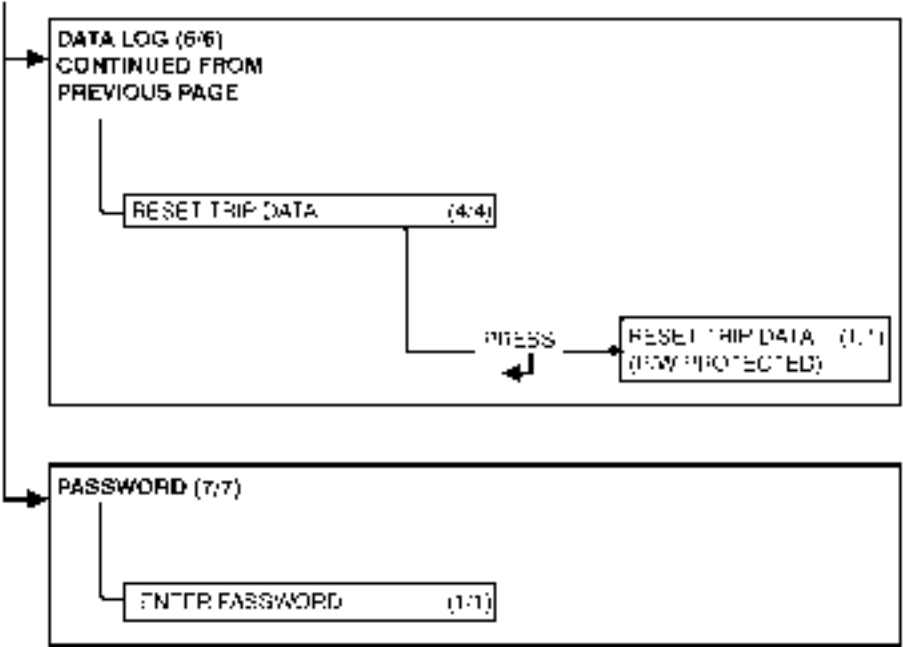 DATA LOG (6/6)
CONTINUED FROM
PREVIOUS PAGE
RESET TRIP DATA (4/4)
PRESS
RESET TRIP DATA (1/1)
(P/W PROTECTED)
PASSWORD (7/7)
ENTER PASSWORD (1/1)